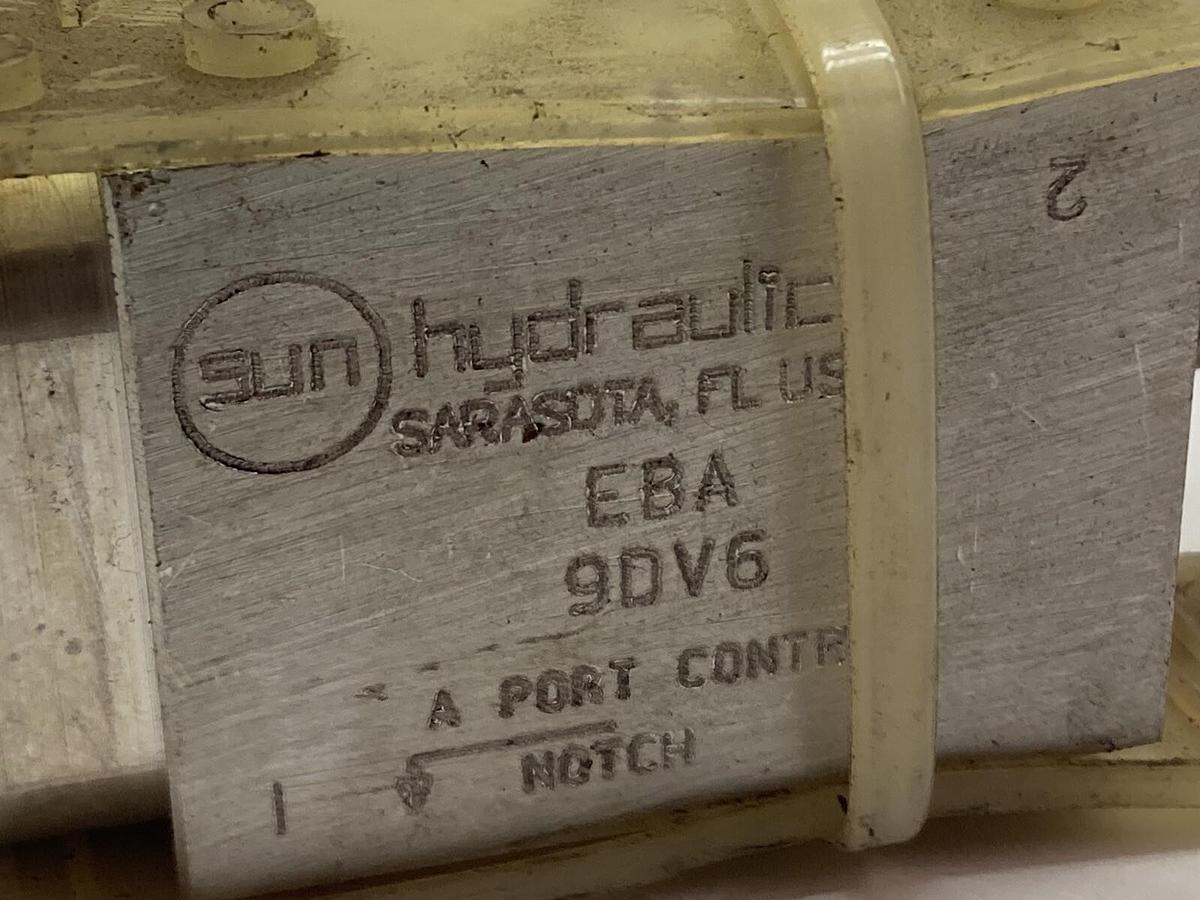 2
sun hydraulic
SARASOTA, FL US
EBA
9DV6
A PORT CONTR
NOTCH
1